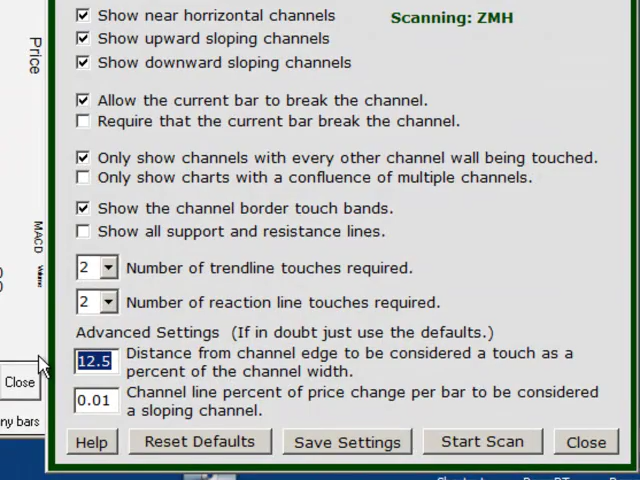 Show near horrizontal channels
Scanning: ZMH
Show upward sloping channels
Show downward sloping channels
Price
Allow the current bar to break the channel.
Require that the current bar break the channel.
Only show channels with every other channel wall being touched.
Only show charts with a confluence of multiple channels.
Show the channel border touch bands.
Show all support and resistance lines.
MACD
Volume
2 Number of trendline touches required.
2 Number of reaction line touches required.
Advanced Settings (If in doubt just use the defaults.)
12.5 Distance from channel edge to be considered a touch as a
percent of the channel width.
Close
0.01 Channel line percent of price change per bar to be considered
a sloping channel.
ny bars
Help Reset Defaults Save Settings Start Scan Close